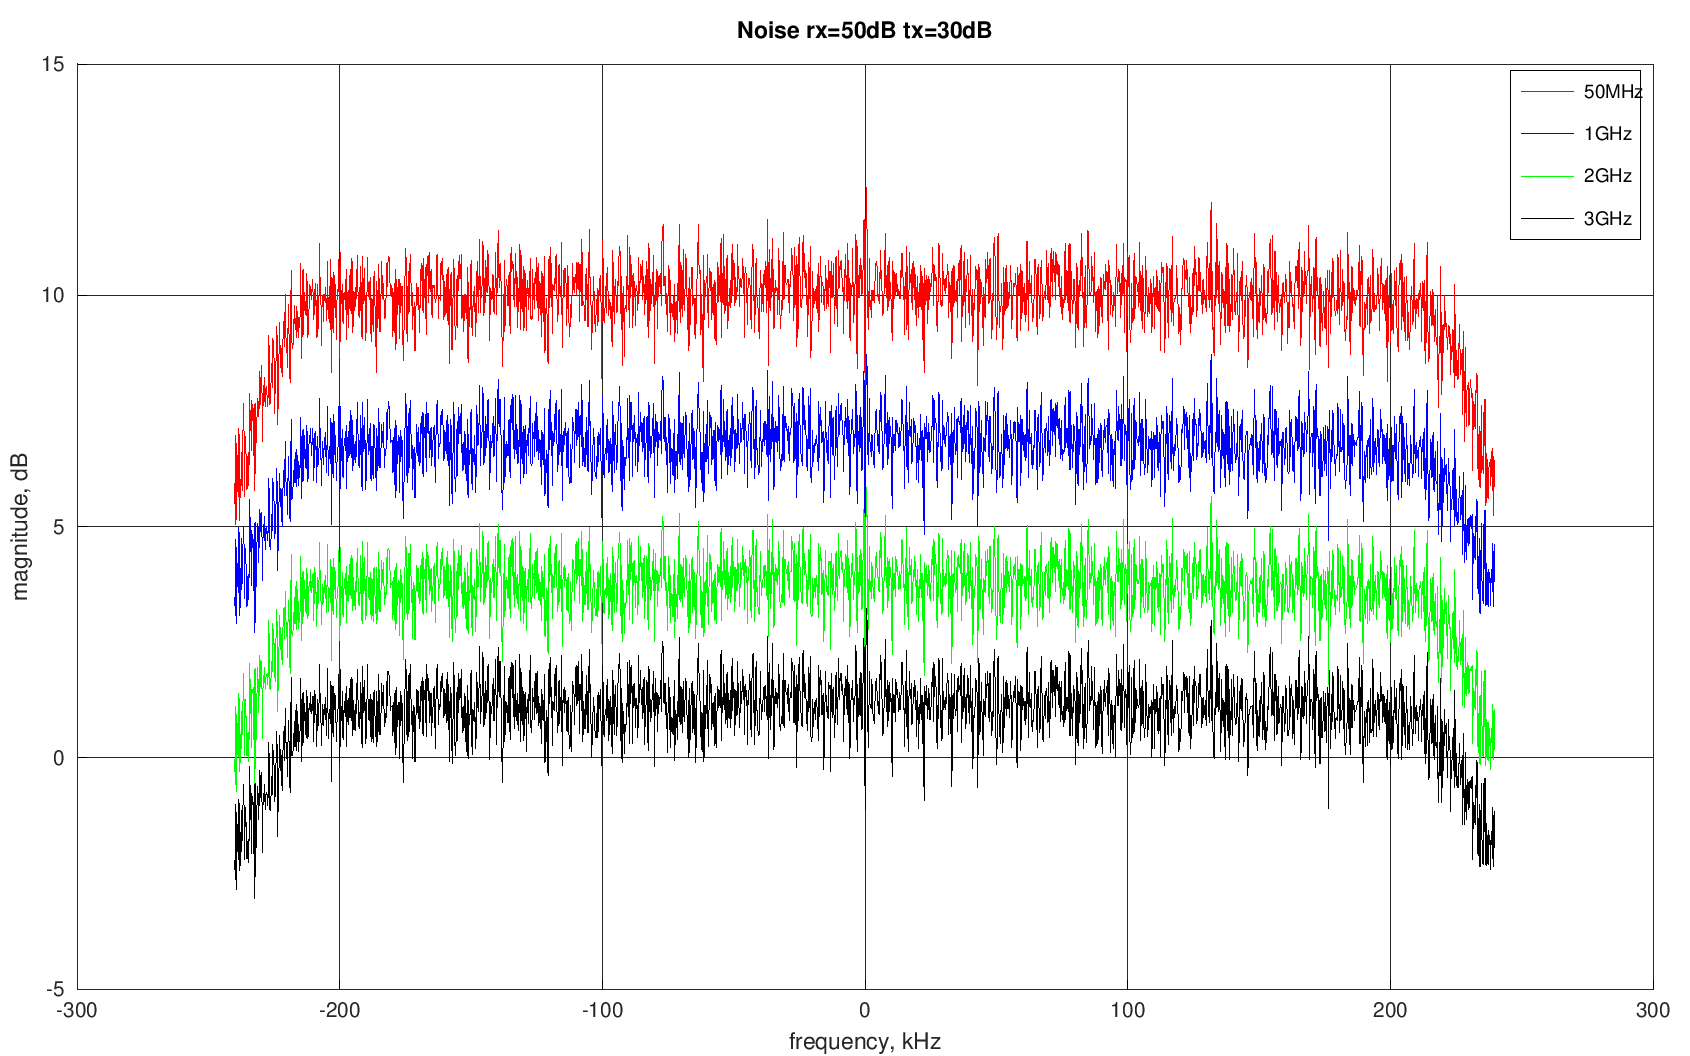 Noise rx=50dB tx=30dB
15
10
5
0
-5
magnitude, dB
50MHz
1GHz
2GHz
3GHz
-300 -200 -100 0 100 200 300
frequency, kHz